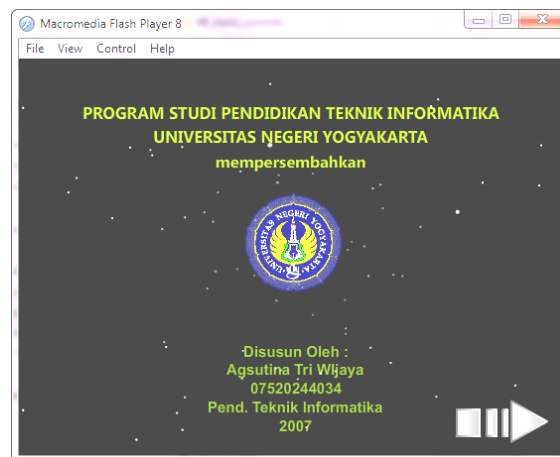 Macromedia Flash Player 8
File View Control Help
PROGRAM STUDI PENDIDIKAN TEKNIK INFORMATIKA
UNIVERSITAS NEGERI YOGYAKARTA
mempersembahkan
UNIVERSITAS NEGERI YOGYAKARTA
Disusun Oleh :
Agsutina Tri WIjaya
07520244034
Pend. Teknik Informatika
2007